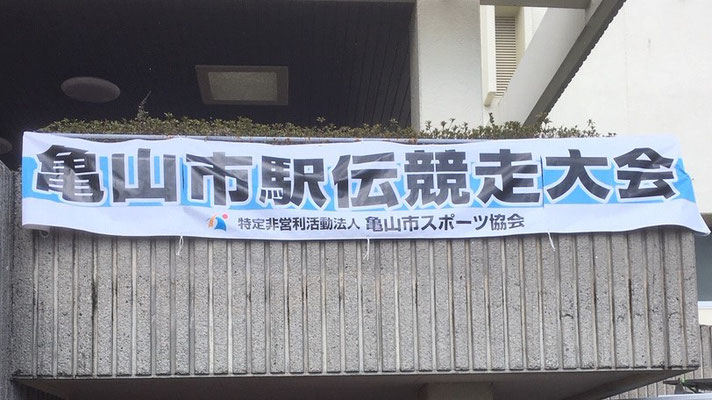 亀山市駅伝競走大会
特定非営利活動法人 亀山市スポーツ協会